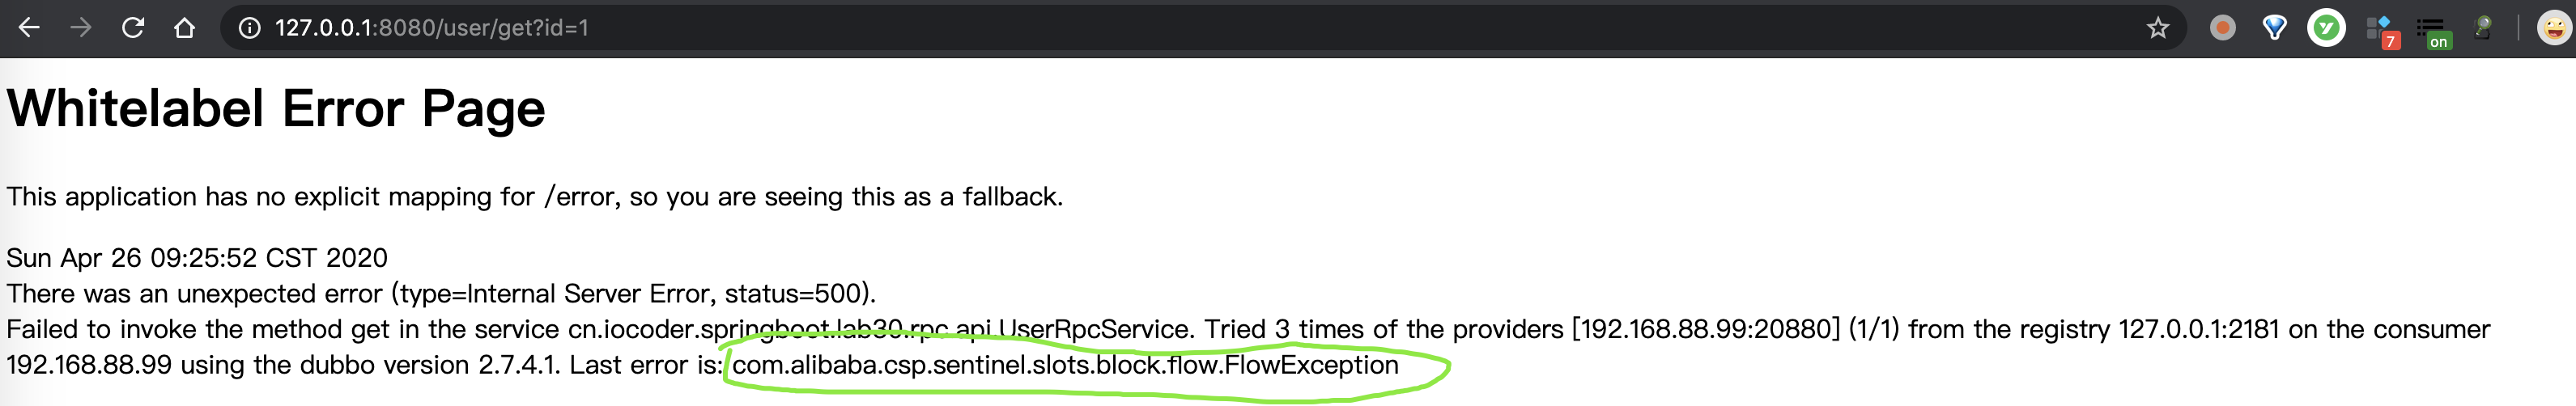 127.0.0.1:8080/user/get?id=1
7
on
Whitelabel Error Page
This application has no explicit mapping for /error, so you are seeing this as a fallback.
Sun Apr 26 09:25:52 CST 2020
There was an unexpected error (type=Internal Server Error, status=500).
Failed to invoke the method get in the service cn.iocoder.springboot.lab30.rpc.api.UserRpcService. Tried 3 times of the providers [192.168.88.99:20880] (1/1) from the registry 127.0.0.1:2181 on the consumer
192.168.88.99 using the dubbo version 2.7.4.1. Last error is: com.alibaba.csp.sentinel.slots.block.flow.FlowException